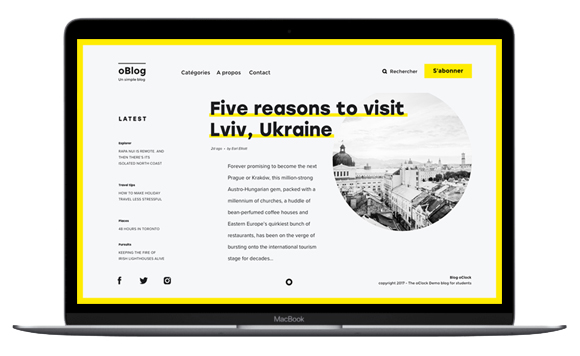 oBlog
Un simple blog
Catégories
A propos
Contact
Rechercher
S'abonner
LATEST
Explorer
RAPA NUI IS REMOTE, AND
THEN THERE'S ITS
ISOLATED NORTH COAST
Travel tips
HOW TO MAKE HOLIDAY
TRAVEL LESS STRESSFUL
Places
48 HOURS IN TORONTO
Paradis
KEEPING THE FIRE OF
IRISH LIGHTHOUSES ALIVE
Five reasons to visit
Lviv, Ukraine
Forever promising to become the next
Prague or Kraków, this million-strong
Austro-Hungarian gem, packed with a
millennium of churches, a huddle of
bean-perfumed coffee houses and
Eastern Europe's quirkiest bunch of
restaurants, has been on the verge of
bursting onto the international tourism
stage for decades...
Blog oClock
copyright 2017 - The oClock Demo blog for students
MacBook